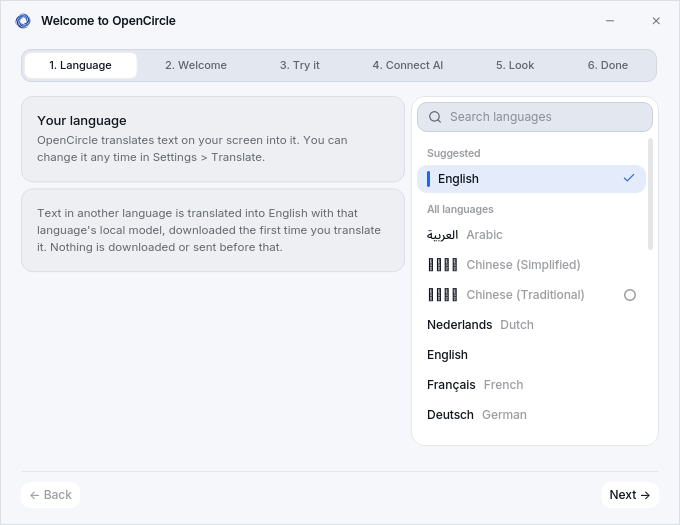 Welcome to OpenCircle
1. Language
2. Welcome
3. Try it
4. Connect AI
5. Look
6. Done
Your language
OpenCircle translates text on your screen into it. You can
change it any time in Settings > Translate.
Text in another language is translated into English with that
language's local model, downloaded the first time you translate
it. Nothing is downloaded or sent before that.
Search languages
Suggested
English
All languages
العربية Arabic
Chinese (Simplified)
Chinese (Traditional)
Nederlands Dutch
English
Français French
Deutsch German
← Back
Next →